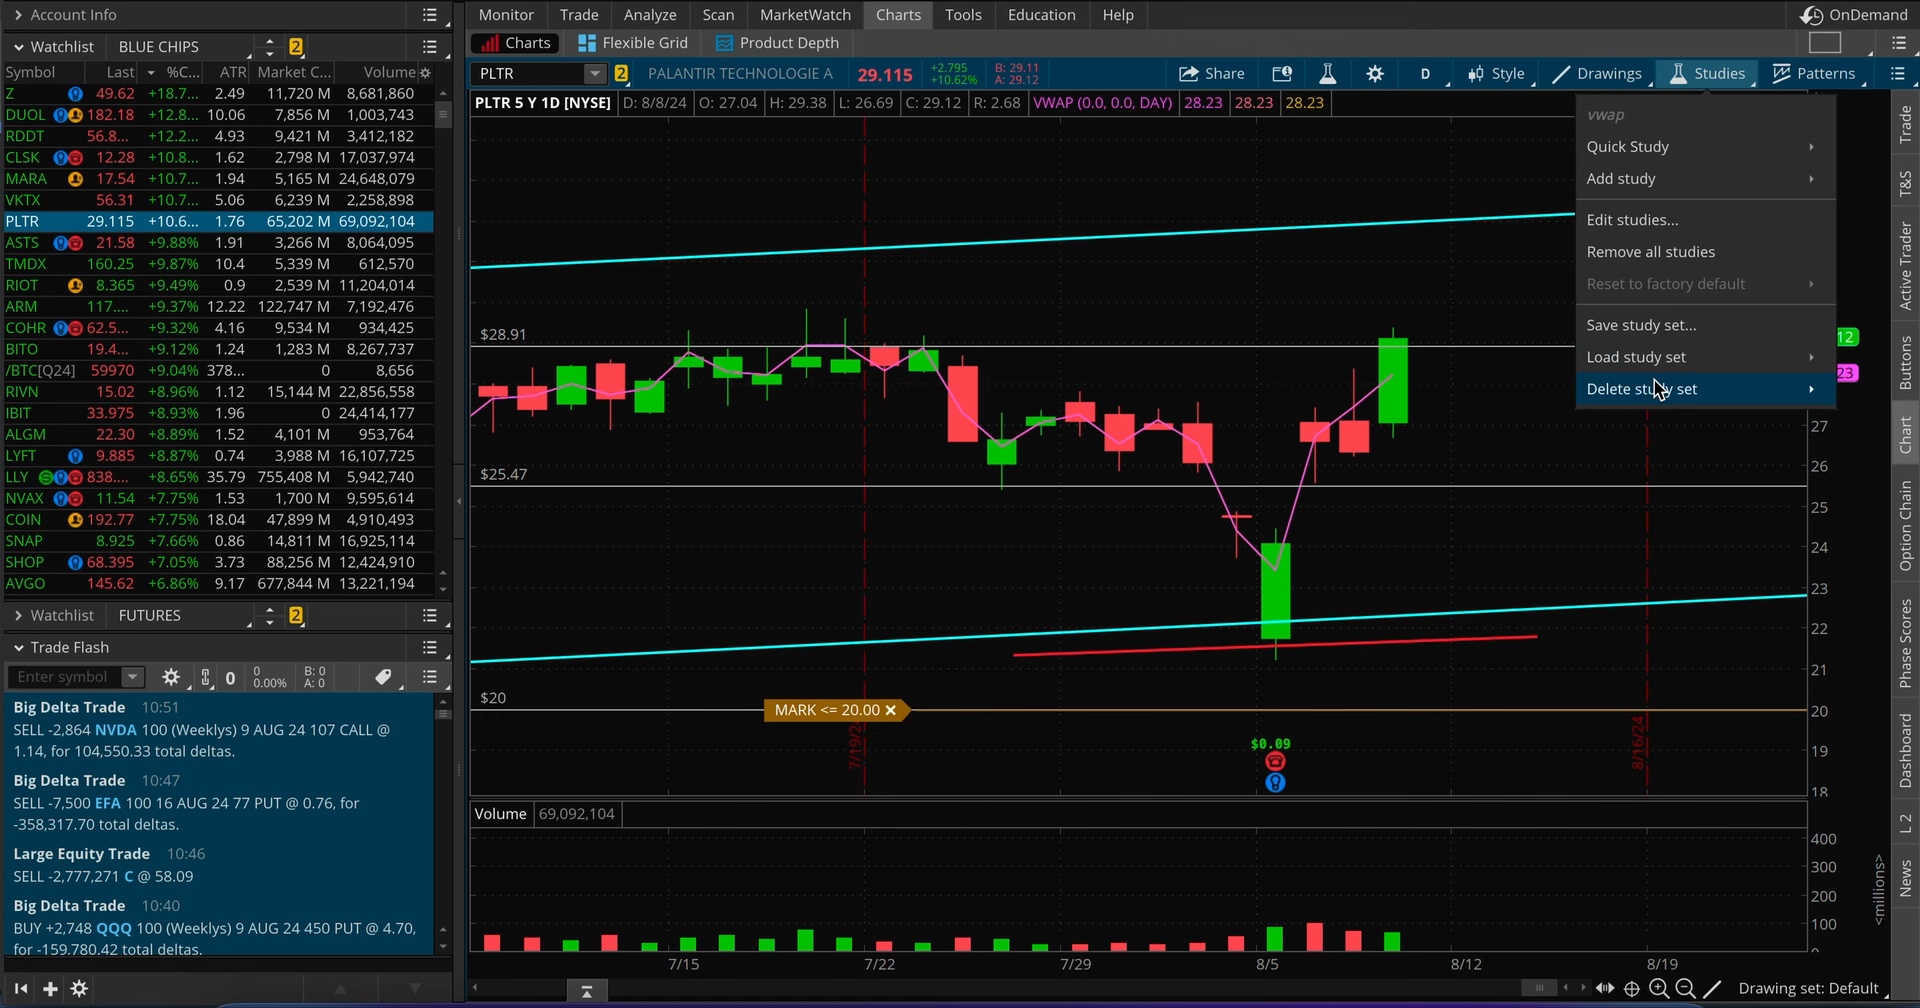 Account Info
Monitor Trade Analyze Scan MarketWatch Charts Tools Education Help
OnDemand
Watchlist BLUE CHIPS 2
Charts Flexible Grid Product Depth
Symbol Last %C... ATR Market C... Volume
Z 49.62 +18.7... 2.49 11,720 M 8,681,860
DUOL 182.18 +12.8... 10.06 7,856 M 1,003,743
RDDT 56.8... +12.2... 4.93 9,421 M 3,412,182
CLSK 12.28 +10.8... 1.62 2,798 M 17,037,974
MARA 17.54 +10.7... 1.94 5,165 M 24,648,079
VKTX 56.31 +10.7... 5.06 6,239 M 2,258,898
PLTR 29.115 +10.6... 1.76 65,202 M 69,092,104
ASTS 21.58 +9.88% 1.91 3,266 M 8,064,095
TMDX 160.25 +9.87% 10.4 5,339 M 612,570
RIOT 8.365 +9.49% 0.9 2,539 M 11,204,014
ARM 117.... +9.37% 12.22 122,747 M 7,192,476
COHR 62.5... +9.32% 4.16 9,534 M 934,425
BITO 19.4... +9.12% 1.24 1,283 M 8,267,737
/BTC[Q24] 59970 +9.04% 378... 0 8,656
RIVN 15.02 +8.96% 1.12 15,144 M 22,856,558
IBIT 33.975 +8.93% 1.96 0 24,414,177
ALGM 22.30 +8.89% 1.52 4,101 M 953,764
LYFT 9.885 +8.87% 0.74 3,988 M 16,107,725
LLY 838.... +8.65% 35.79 755,408 M 5,942,740
NVAX 11.54 +7.75% 1.53 1,700 M 9,595,614
COIN 192.77 +7.75% 18.04 47,899 M 4,910,493
SNAP 8.925 +7.66% 0.86 14,811 M 16,925,114
SHOP 68.395 +7.05% 3.73 88,256 M 12,424,910
AVGO 145.62 +6.86% 9.17 677,844 M 13,221,194
Watchlist FUTURES 2
Trade Flash
Enter symbol 0 0 B: 0
0.00% A: 0
Big Delta Trade 10:51
SELL -2,864 NVDA 100 (Weeklys) 9 AUG 24 107 CALL @
1.14, for 104,550.33 total deltas.
Big Delta Trade 10:47
SELL -7,500 EFA 100 16 AUG 24 77 PUT @ 0.76, for
-358,317.70 total deltas.
Large Equity Trade 10:46
SELL -2,777,271 C @ 58.09
Big Delta Trade 10:40
BUY +2,748 QQQ 100 (Weeklys) 9 AUG 24 450 PUT @ 4.70,
for -159,780.42 total deltas.
PLTR 2 PALANTIR TECHNOLOGIE A 29.115 +2.795 B: 29.11
+10.62% A: 29.12
Share D Style Drawings Studies Patterns
PLTR 5 Y 1D [NYSE] D: 8/8/24 O: 27.04 H: 29.38 L: 26.69 C: 29.12 R: 2.68 VWAP (0.0, 0.0, DAY) 28.23 28.23 28.23
vwap
Quick Study
Add study
Edit studies...
Remove all studies
Reset to factory default
Save study set...
Load study set
Delete study set
$28.91
$25.47
$20
MARK <= 20.00
$0.09
7/19/24
8/16/24
12
23
27
26
25
24
23
22
21
20
19
18
Volume 69,092,104
400
300
200
100
0
<millions>
7/15 7/22 7/29 8/5 8/12 8/19
Drawing set: Default
Trade
T&S
Active Trader
Buttons
Chart
Option Chain
Phase Scores
Dashboard
L 2
News